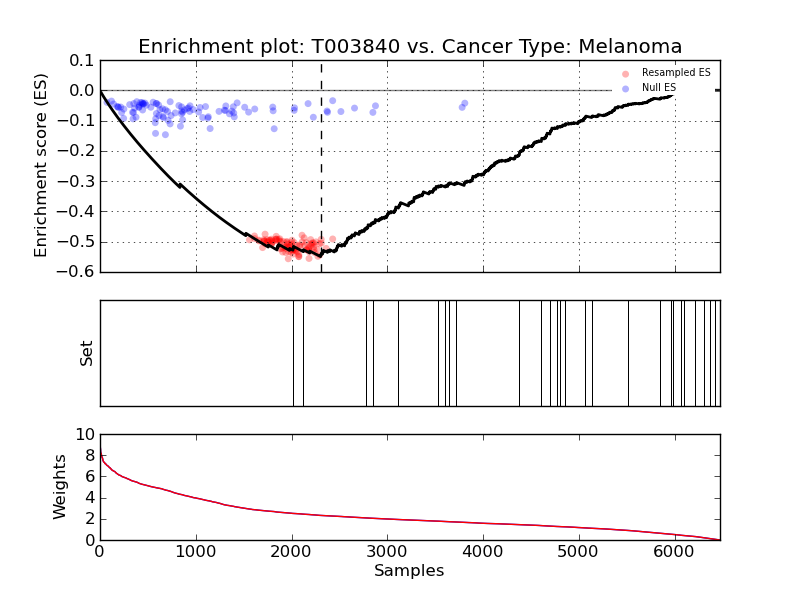 Enrichment plot: T003840 vs. Cancer Type: Melanoma
Enrichment score (ES)
0.1
0.0
−0.1
−0.2
−0.3
−0.4
−0.5
−0.6
Resampled ES
Null ES
Set
Weights
10
8
6
4
2
0
0 1000 2000 3000 4000 5000 6000
Samples